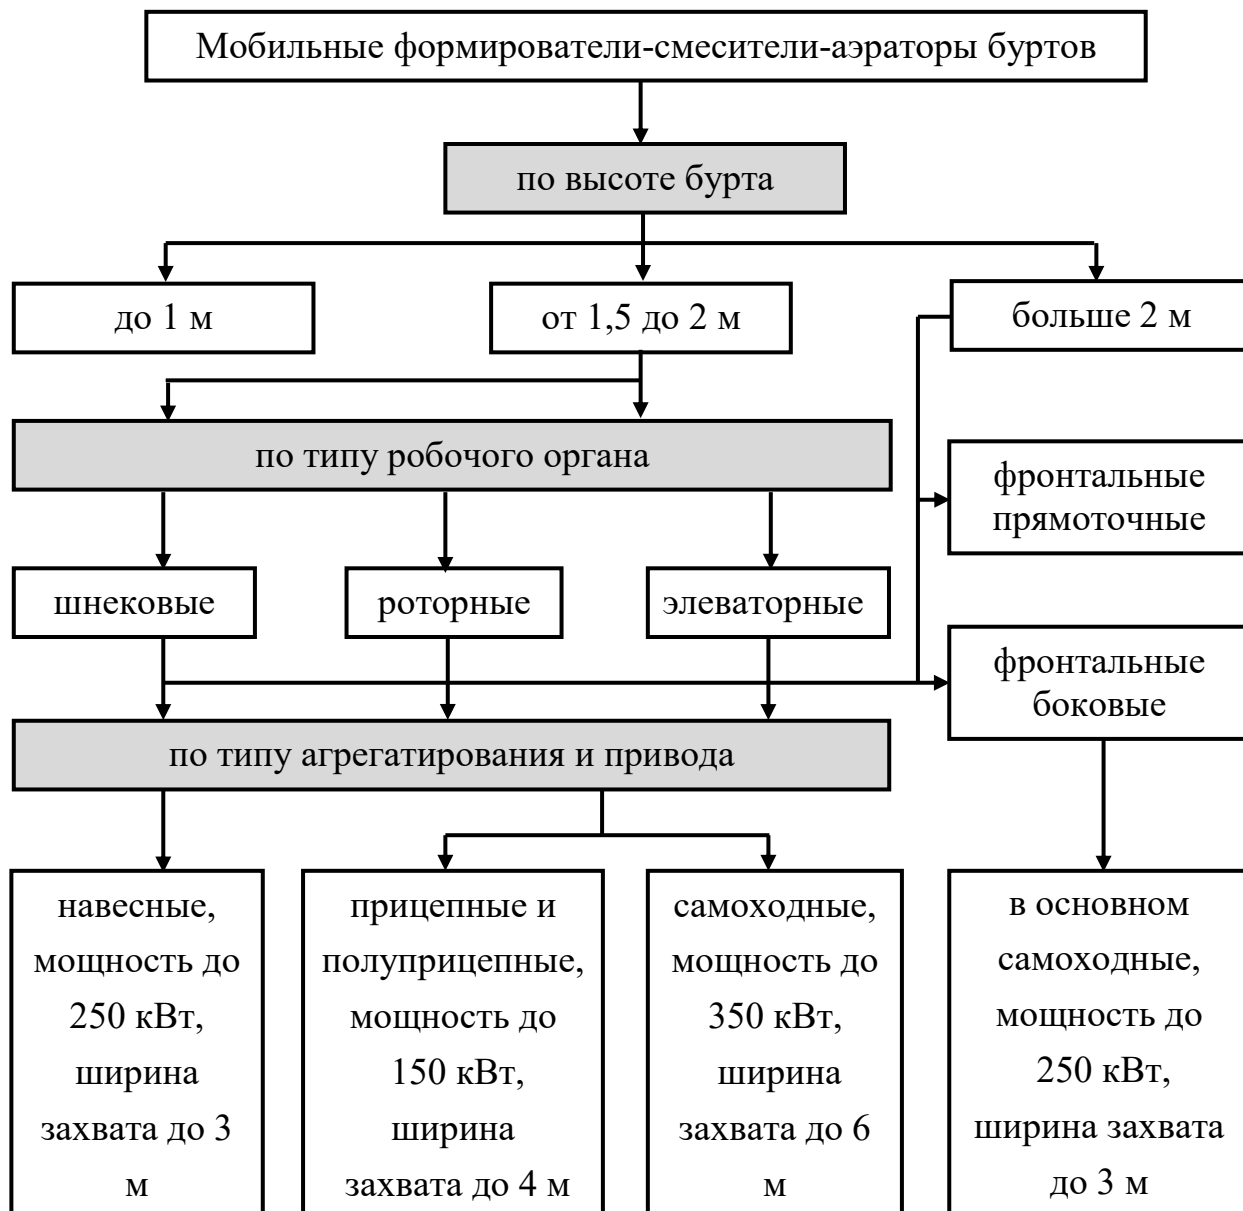 Мобильные формирователи-смесители-аэраторы буртов
по высоте бурта
до 1 м
от 1,5 до 2 м
больше 2 м
по типу робочого органа
фронтальные
прямоточные
шнековые
роторные
элеваторные
фронтальные
боковые
по типу агрегатирования и привода
навесные,
мощность до
250 кВт,
ширина
захвата до 3
м
прицепные и
полуприцепные,
мощность до
150 кВт,
ширина
захвата до 4 м
самоходные,
мощность до
350 кВт,
ширина
захвата до 6
м
в основном
самоходные,
мощность до
250 кВт,
ширина захвата
до 3 м